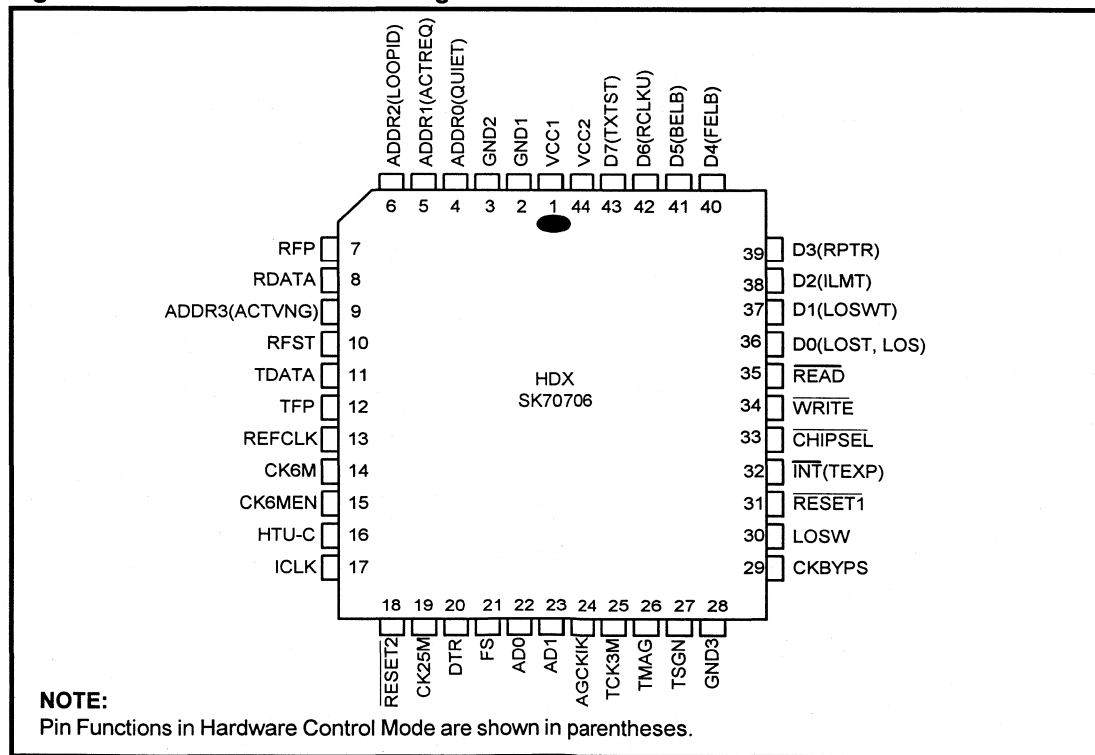 ADDR2(LOOPID)
ADDR1(ACTREQ)
ADDR0(QUIET)
GND2
GND1
VCC1
VCC2
D7(TXTST)
D6(RCLKU)
D5(BELB)
D4(FELB)
6 5 4 3 2 1 44 43 42 41 40
RFP 7
RDATA 8
ADDR3(ACTVNG) 9
RFST 10
TDATA 11
TFP 12
REFCLK 13
CK6M 14
CK6MEN 15
HTU-C 16
ICLK 17
HDX
SK70706
39 D3(RPTR)
38 D2(ILMT)
37 D1(LOSWT)
36 D0(LOST, LOS)
35 READ
34 WRITE
33 CHIPSEL
32 INT(TEXP)
31 RESET1
30 LOSW
29 CKBYPS
18 19 20 21 22 23 24 25 26 27 28
RESET2
CK25M
DTR
FS
AD0
AD1
AGCKIK
TCK3M
TMAG
TSGN
GND3
NOTE:
Pin Functions in Hardware Control Mode are shown in parentheses.